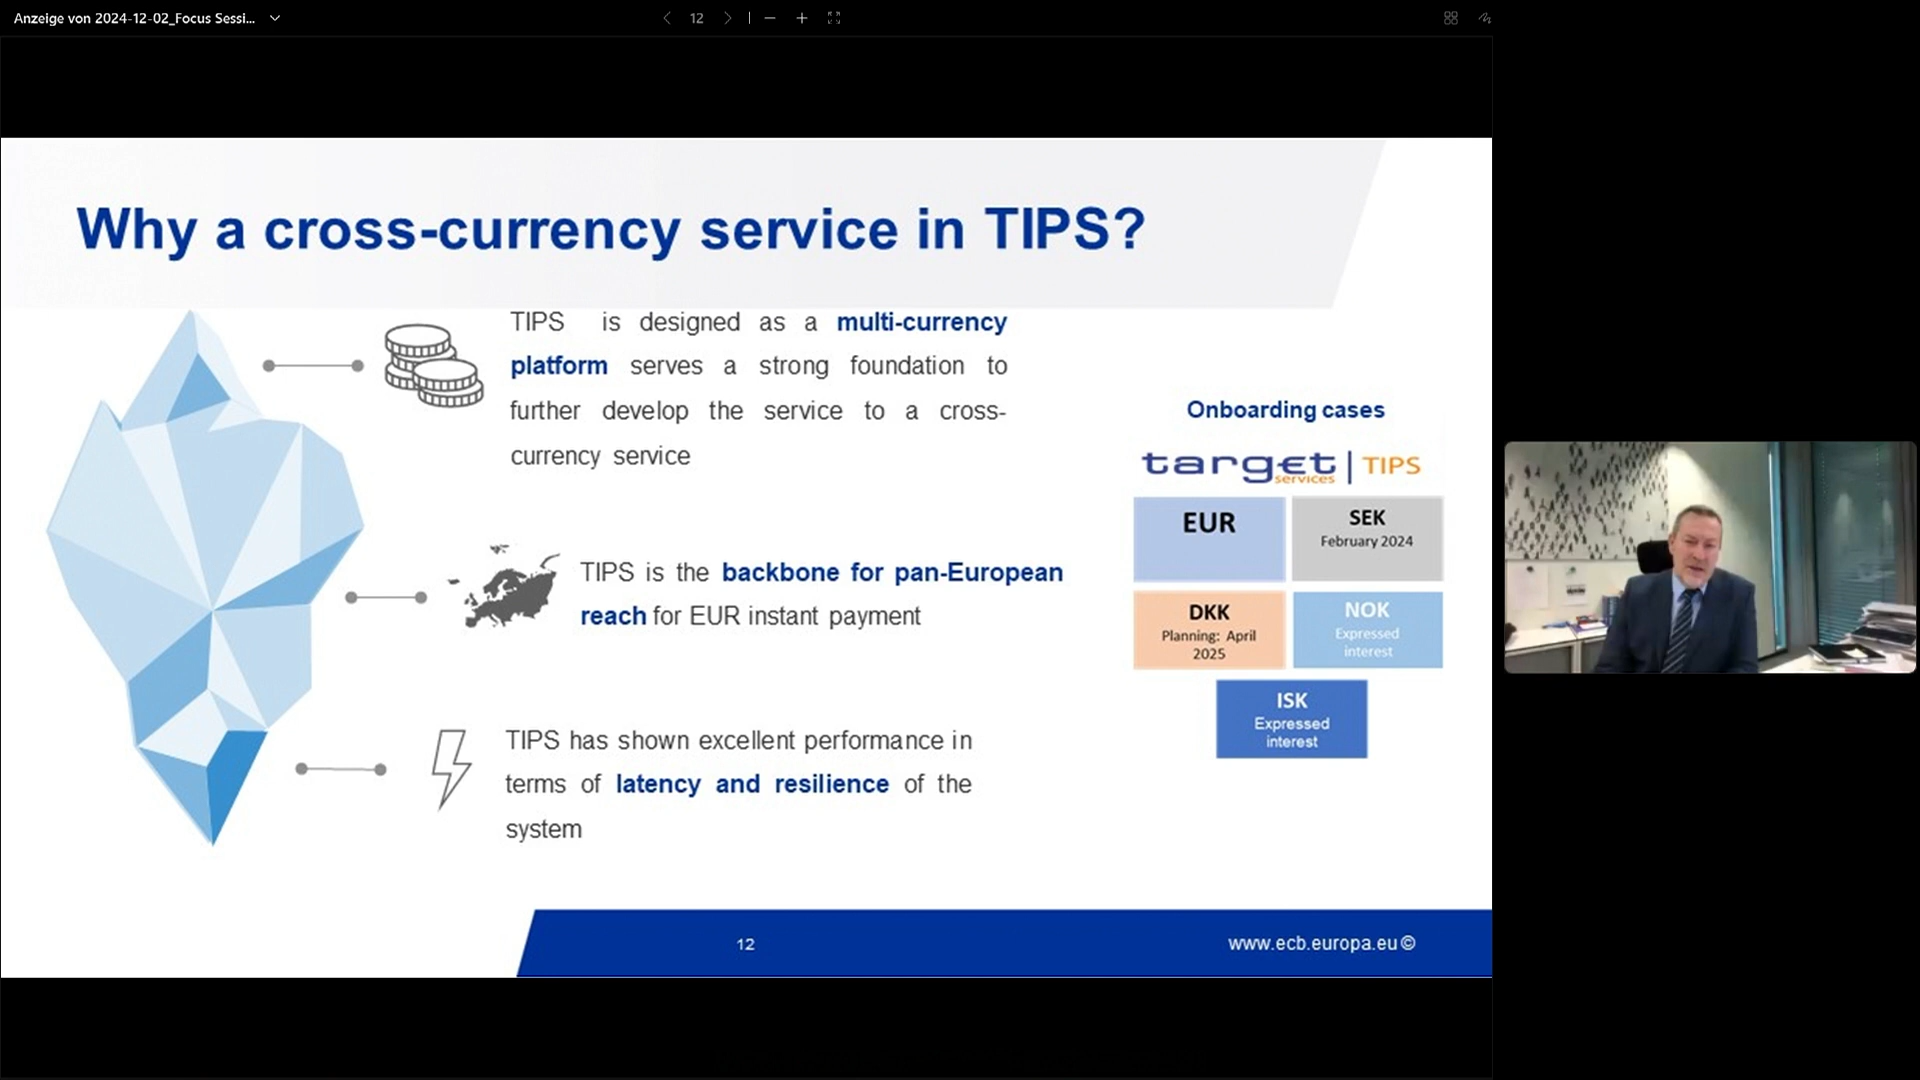 Anzeige von 2024-12-02_Focus Sessi...
12
Why a cross-currency service in TIPS?
TIPS is designed as a multi-currency
platform serves a strong foundation to
further develop the service to a cross-
currency service
TIPS is the backbone for pan-European
reach for EUR instant payment
TIPS has shown excellent performance in
terms of latency and resilience of the
system
Onboarding cases
target | TIPS
services
EUR
SEK
February 2024
DKK
Planning: April
2025
NOK
Expressed
interest
ISK
Expressed
interest
12
www.ecb.europa.eu ©